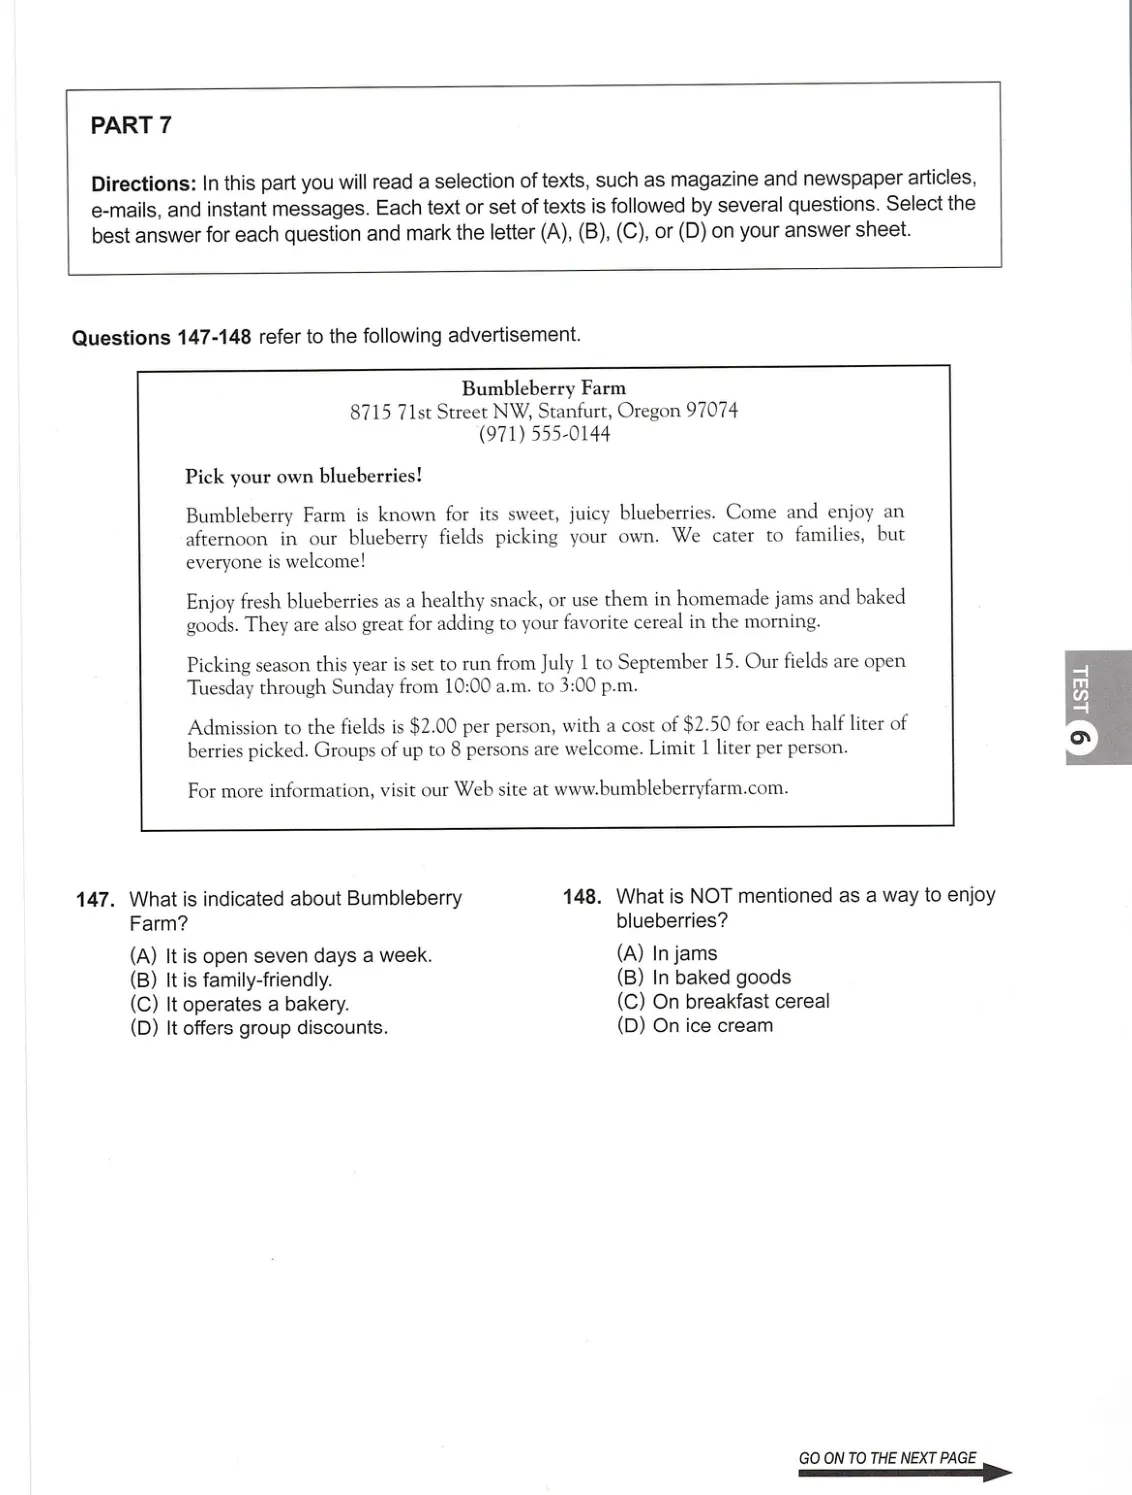 PART 7
Directions: In this part you will read a selection of texts, such as magazine and newspaper articles,
e-mails, and instant messages. Each text or set of texts is followed by several questions. Select the
best answer for each question and mark the letter (A), (B), (C), or (D) on your answer sheet.
Questions 147-148 refer to the following advertisement.
Bumbleberry Farm
8715 71st Street NW, Stanfurt, Oregon 97074
(971) 555-0144
Pick your own blueberries!
Bumbleberry Farm is known for its sweet, juicy blueberries. Come and enjoy an
afternoon in our blueberry fields picking your own. We cater to families, but
everyone is welcome!
Enjoy fresh blueberries as a healthy snack, or use them in homemade jams and baked
goods. They are also great for adding to your favorite cereal in the morning.
Picking season this year is set to run from July 1 to September 15. Our fields are open
Tuesday through Sunday from 10:00 a.m. to 3:00 p.m.
Admission to the fields is $2.00 per person, with a cost of $2.50 for each half liter of
berries picked. Groups of up to 8 persons are welcome. Limit 1 liter per person.
For more information, visit our Web site at www.bumbleberryfarm.com.
TEST 6
147. What is indicated about Bumbleberry
Farm?
(A) It is open seven days a week.
(B) It is family-friendly.
(C) It operates a bakery.
(D) It offers group discounts.
148. What is NOT mentioned as a way to enjoy
blueberries?
(A) In jams
(B) In baked goods
(C) On breakfast cereal
(D) On ice cream
GO ON TO THE NEXT PAGE